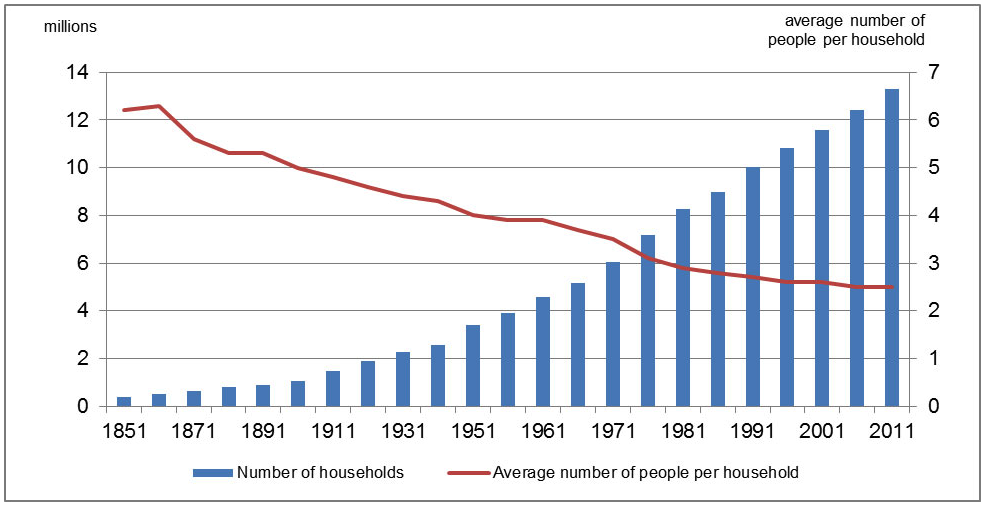 millions
average number of
people per household
14
12
10
8
6
4
2
0
7
6
5
4
3
2
1
0
1851 1871 1891 1911 1931 1951 1961 1971 1981 1991 2001 2011
Number of households
Average number of people per household